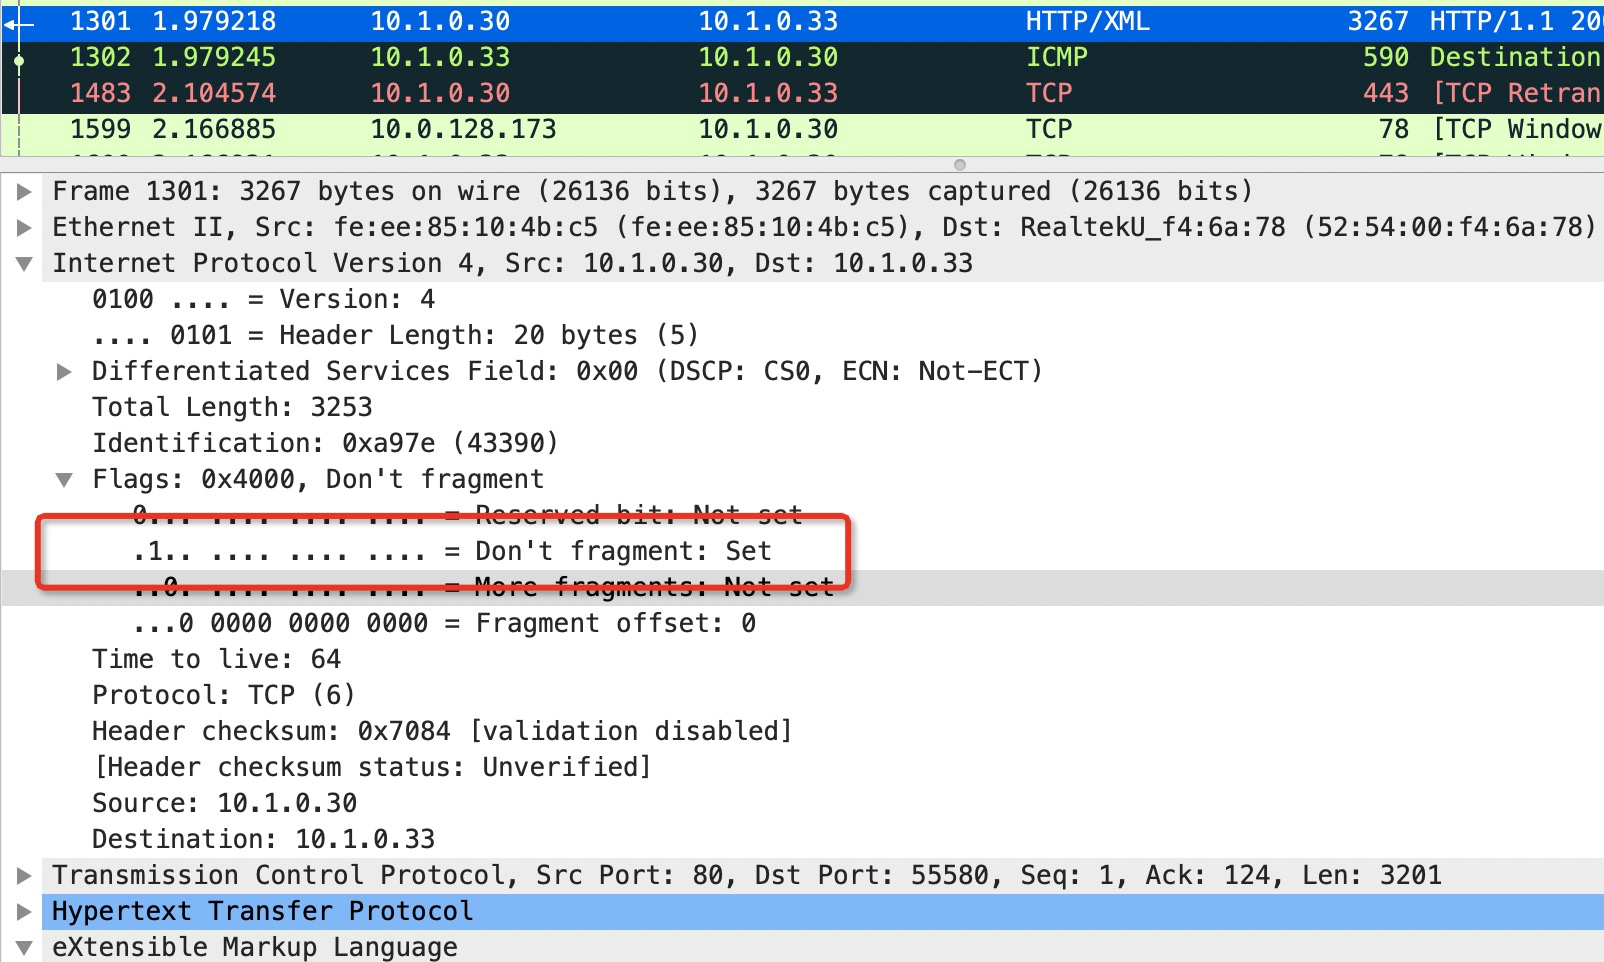 1301 1.979218 10.1.0.30 10.1.0.33 HTTP/XML 3267 HTTP/1.1 20
1302 1.979245 10.1.0.33 10.1.0.30 ICMP 590 Destination
1483 2.104574 10.1.0.30 10.1.0.33 TCP 443 [TCP Retran
1599 2.166885 10.0.128.173 10.1.0.30 TCP 78 [TCP Window
Frame 1301: 3267 bytes on wire (26136 bits), 3267 bytes captured (26136 bits)
Ethernet II, Src: fe:ee:85:10:4b:c5 (fe:ee:85:10:4b:c5), Dst: RealtekU_f4:6a:78 (52:54:00:f4:6a:78)
Internet Protocol Version 4, Src: 10.1.0.30, Dst: 10.1.0.33
0100 .... = Version: 4
.... 0101 = Header Length: 20 bytes (5)
Differentiated Services Field: 0x00 (DSCP: CS0, ECN: Not-ECT)
Total Length: 3253
Identification: 0xa97e (43390)
Flags: 0x4000, Don't fragment
0... .... .... .... = Reserved bit: Not set
.1.. .... .... .... = Don't fragment: Set
..0. .... .... .... = More fragments: Not set
...0 0000 0000 0000 = Fragment offset: 0
Time to live: 64
Protocol: TCP (6)
Header checksum: 0x7084 [validation disabled]
[Header checksum status: Unverified]
Source: 10.1.0.30
Destination: 10.1.0.33
Transmission Control Protocol, Src Port: 80, Dst Port: 55580, Seq: 1, Ack: 124, Len: 3201
Hypertext Transfer Protocol
eXtensible Markup Language